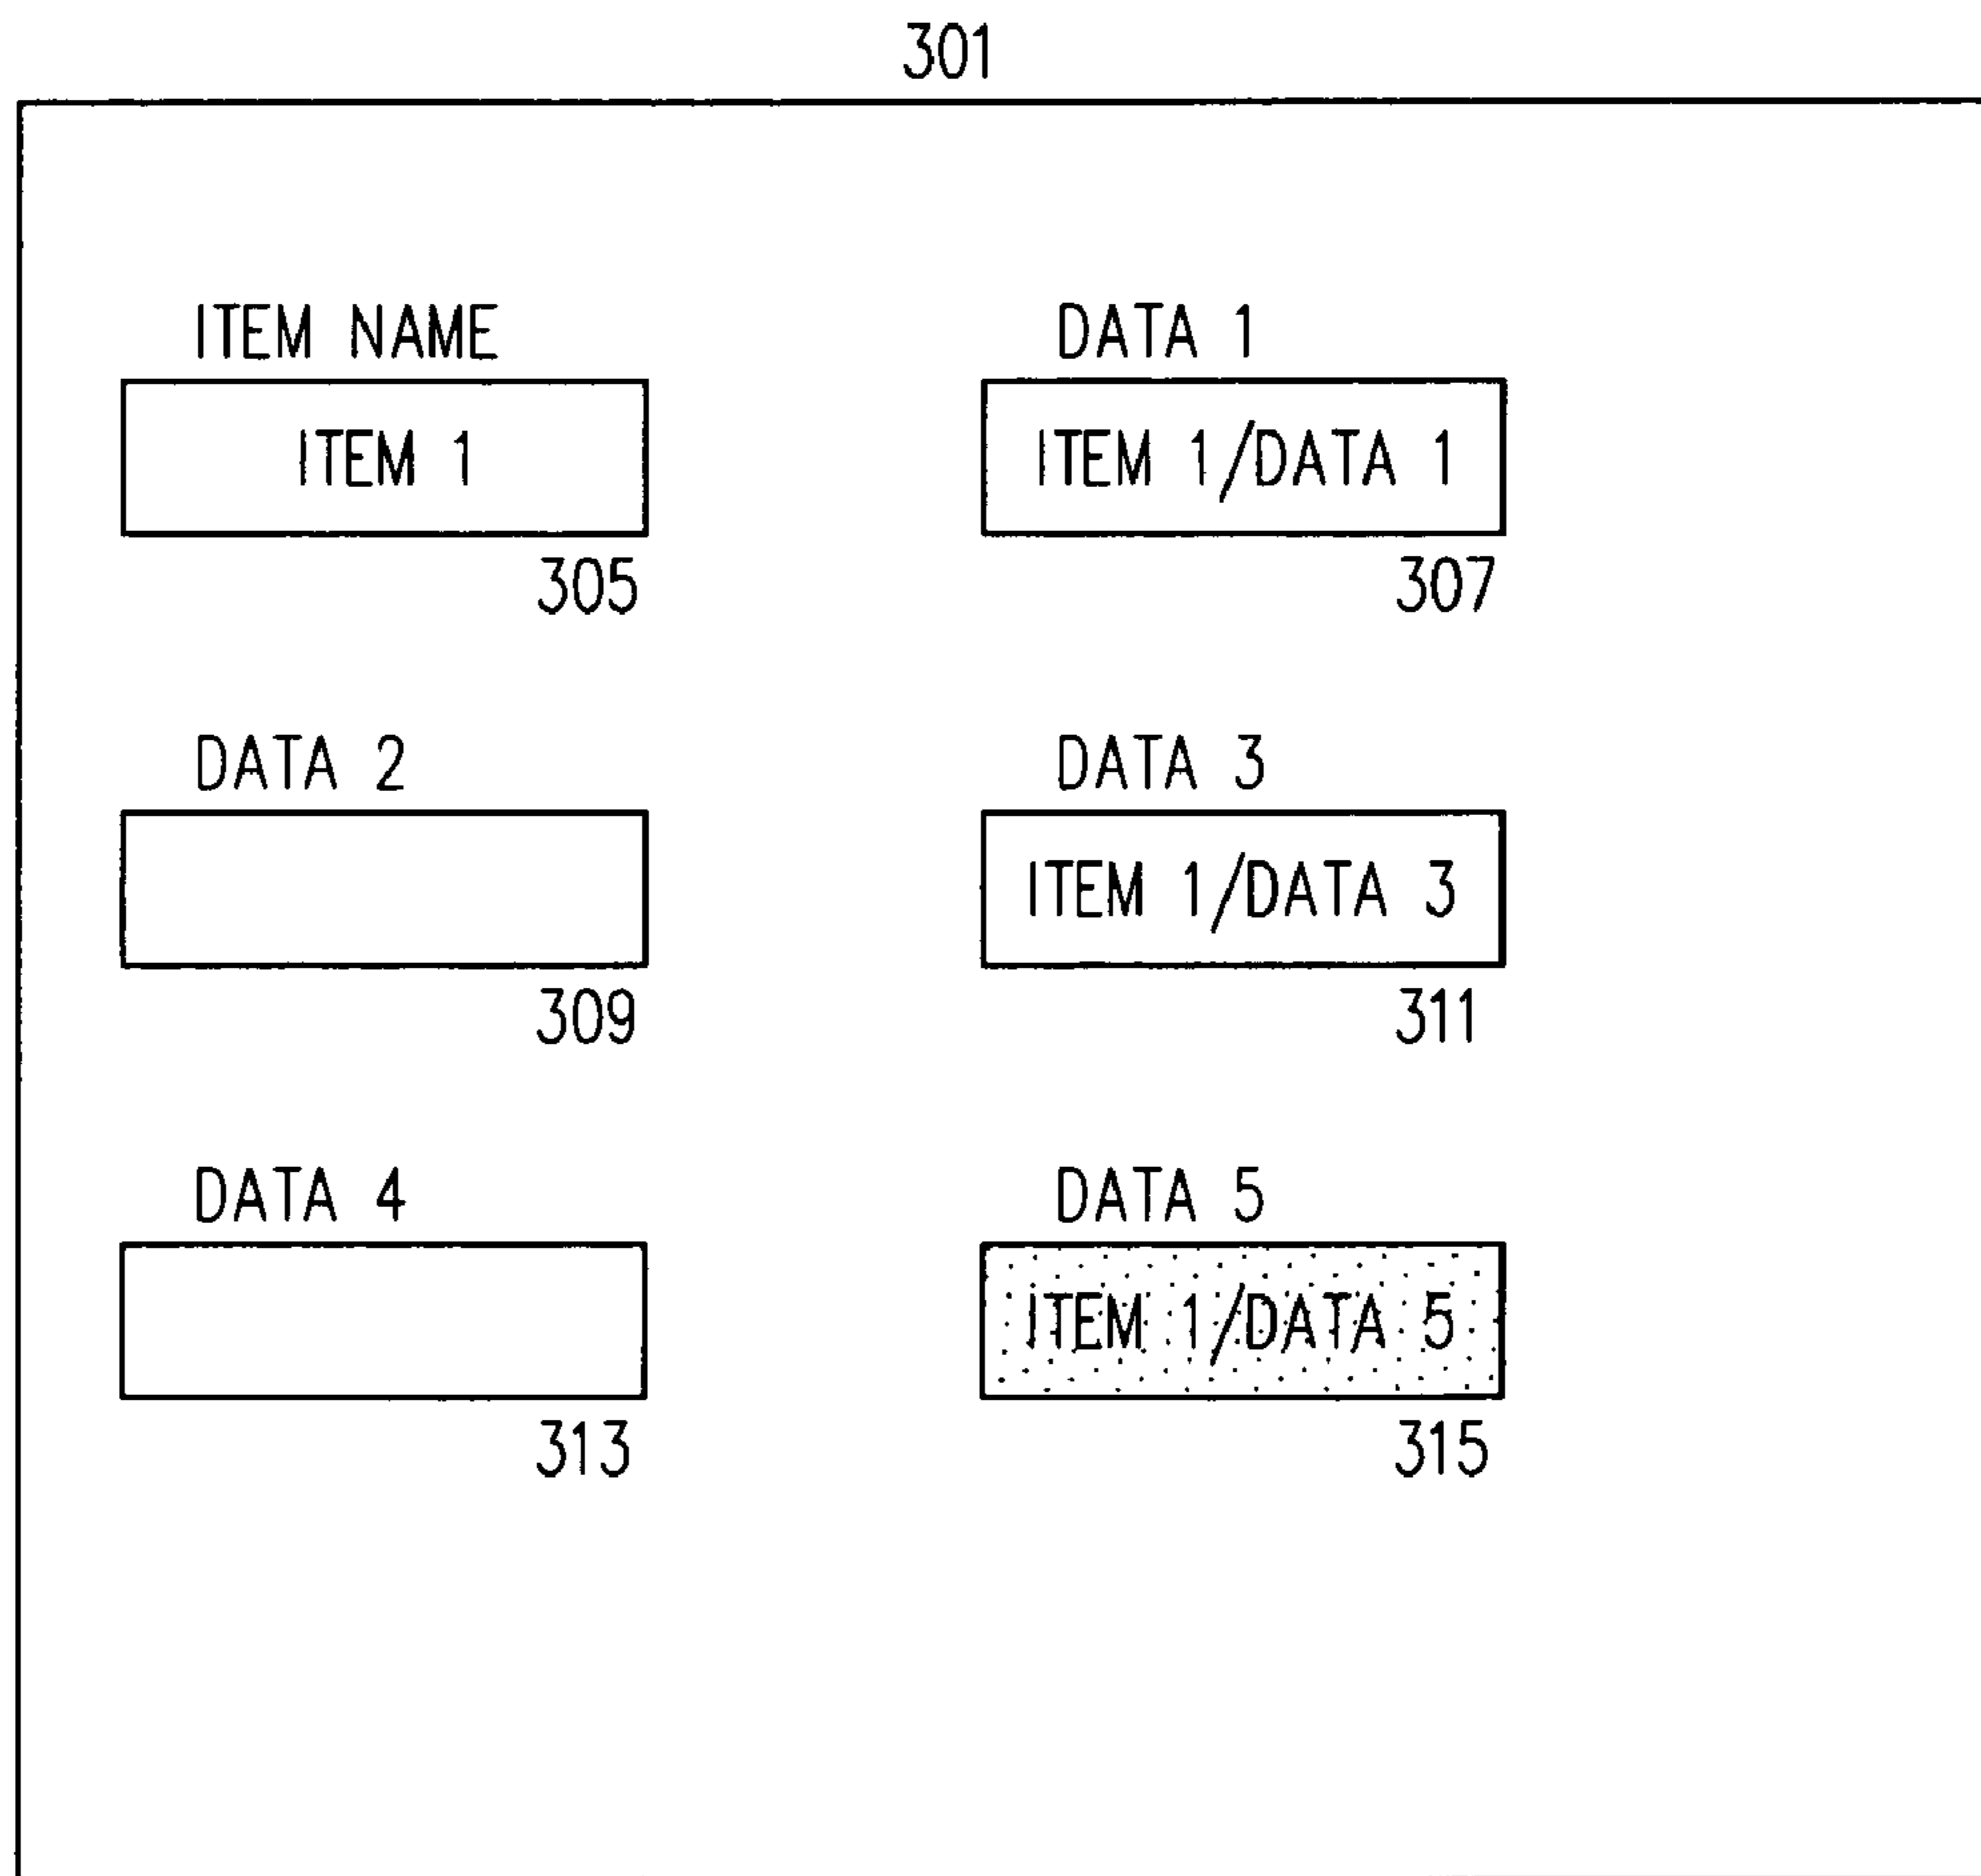 301
ITEM NAME DATA 1
ITEM 1 ITEM 1/DATA 1
305 307
DATA 2 DATA 3
ITEM 1/DATA 3
309 311
DATA 4 DATA 5
ITEM 1/DATA 5
313 315